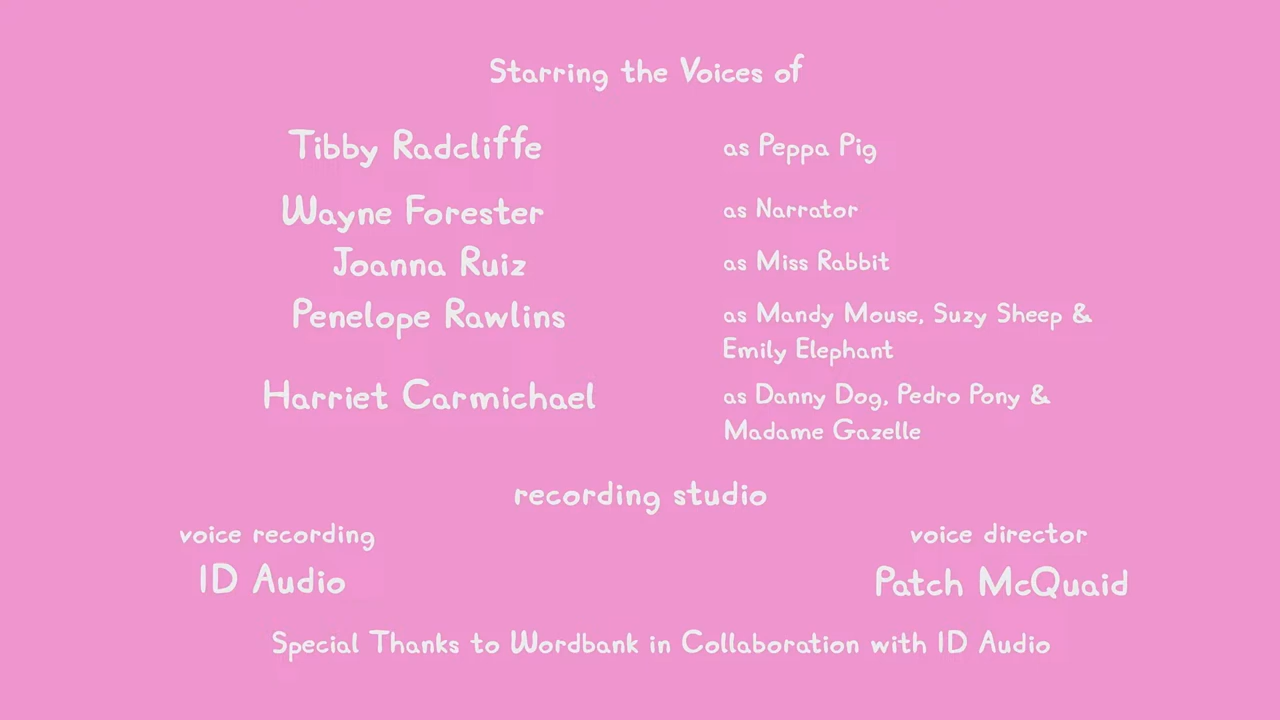 Starring the Voices of
Tibby Radcliffe as Peppa Pig
Wayne Forester as Narrator
Joanna Ruiz as Miss Rabbit
Penelope Rawlins as Mandy Mouse, Suzy Sheep &
Emily Elephant
Harriet Carmichael as Danny Dog, Pedro Pony &
Madame Gazelle
recording studio
voice recording voice director
ID Audio Patch McQuaid
Special Thanks to Wordbank in Collaboration with ID Audio